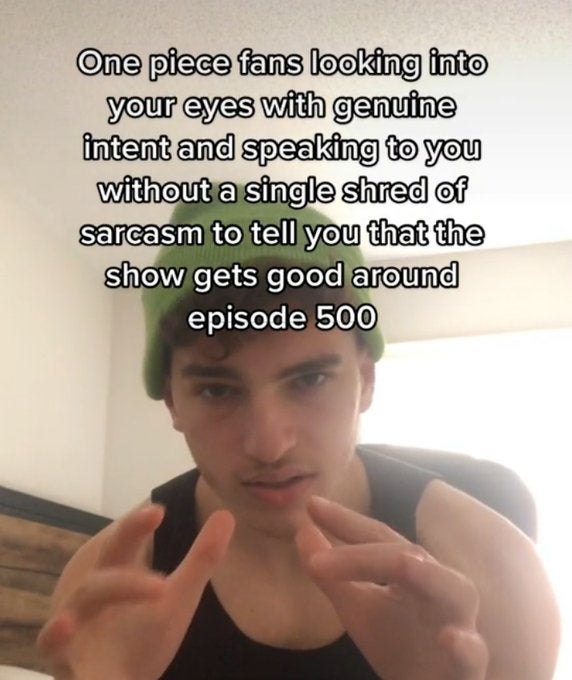 One piece fans looking into
your eyes with genuine
intent and speaking to you
without a single shred of
sarcasm to tell you that the
show gets good around
episode 500